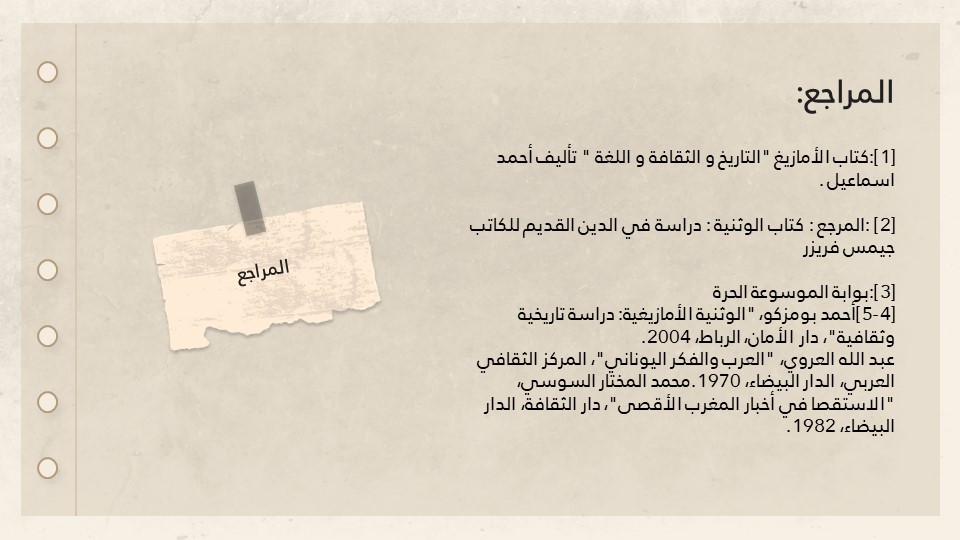 المراجع:
[1]:كتاب الأمازيغ "التاريخ و الثقافة و اللغة " تأليف أحمد
اسماعيل .
[2] :المرجع : كتاب الوثنية : دراسة في الدين القديم للكاتب
جيمس فريزر
[3]:بوابة الموسوعة الحرة
[5-4]أحمد بومزكو، "الوثنية الأمازيغية: دراسة تاريخية
وثقافية"، دار الأمان، الرباط، 2004.
عبد الله العروي، "العرب والفكر اليوناني"، المركز الثقافي
العربي، الدار البيضاء، 1970.محمد المختار السوسي،
"الاستقصا في أخبار المغرب الأقصى"، دار الثقافة، الدار
البيضاء، 1982.
المراجع